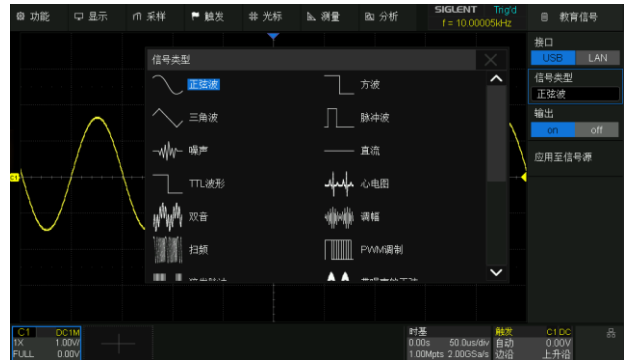 功能 显示 采样 触发 光标 测量 分析 SIGLENT Trig'd 教育信号
f = 10.00005kHz
接口
USB LAN
信号类型
正弦波
输出
on off
应用至信号源
信号类型
正弦波 方波
三角波 脉冲波
噪声 直流
TTL波形 心电图
双音 调幅
扫频 PWM调制
C1
C1 DC1M
1X 1.00V/
FULL 0.00V
时基
0.00s 50.0us/div
1.00Mpts 2.00GSa/s
触发 C1 DC
自动 0.00V
边沿 上升沿